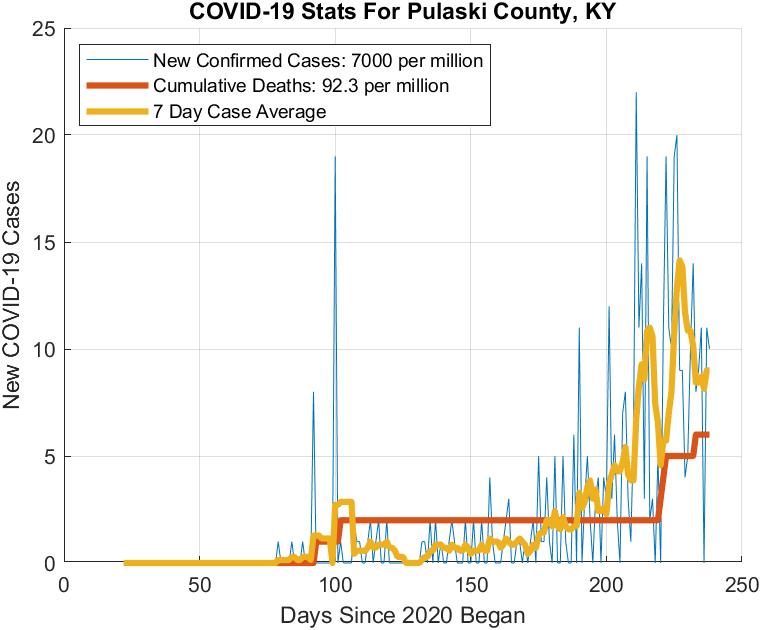 COVID-19 Stats For Pulaski County, KY
New Confirmed Cases: 7000 per million
Cumulative Deaths: 92.3 per million
7 Day Case Average
New COVID-19 Cases
25
20
15
10
5
0
0 50 100 150 200 250
Days Since 2020 Began